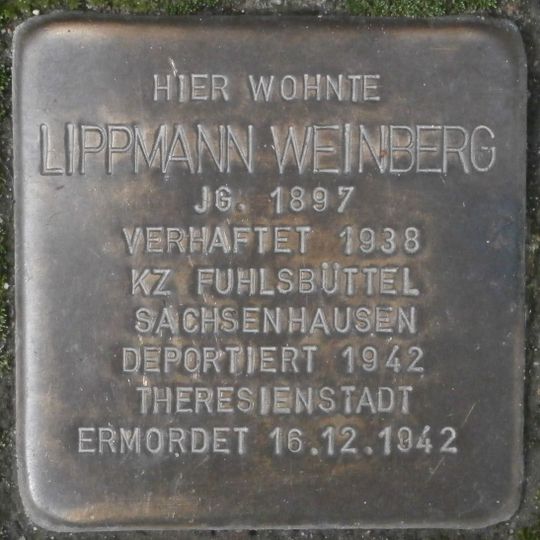 HIER WOHNTE
LIPPMANN WEINBERG
JG. 1897
VERHAFTET 1938
KZ FUHLSBÜTTEL
SACHSENHAUSEN
DEPORTIERT 1942
THERESIENSTADT
ERMORDET 16.12.1942